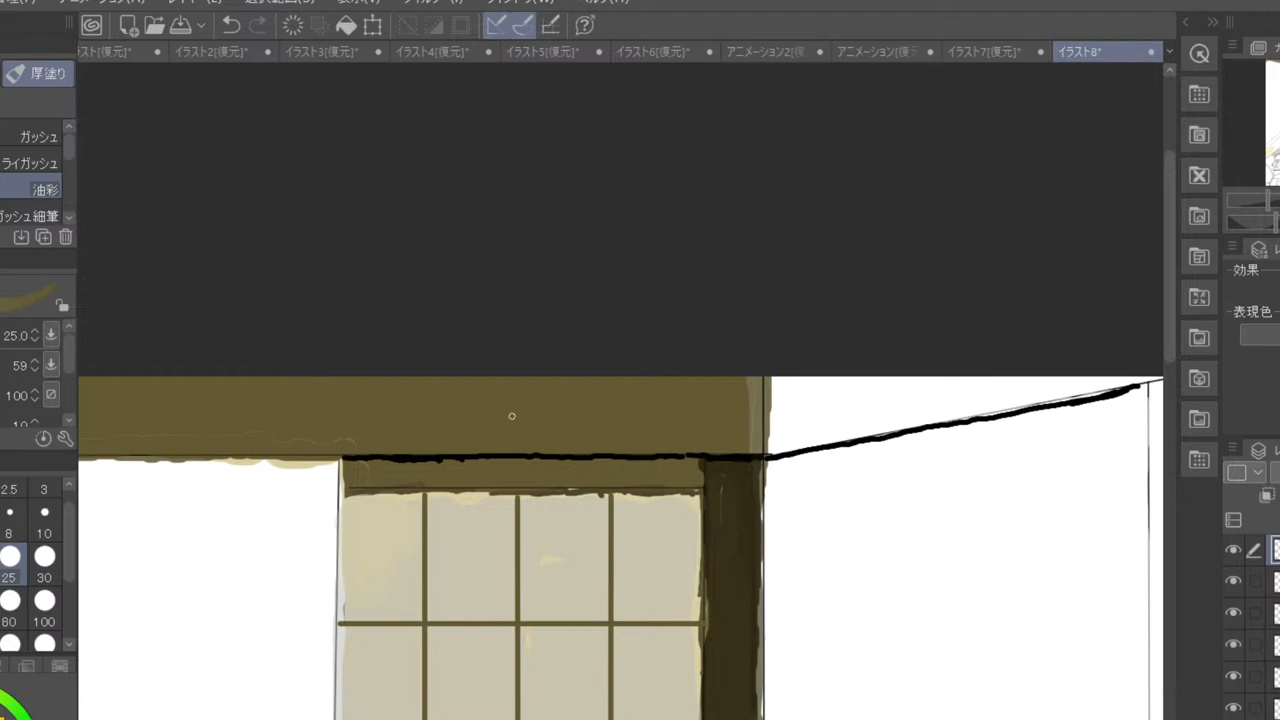 スト[復元]*
イラスト2[復元]*
イラスト3[復元]*
イラスト4[復元]*
イラスト5[復元]*
イラスト6[復元]*
アニメーション2[復
アニメーション[復
イラスト7[復元]*
イラスト8*
厚塗り
ガッシュ
ライガッシュ
油彩
ガッシュ細筆
25.0
59
100
2.5 3
8 10
25 30
80 100
効果
表現色